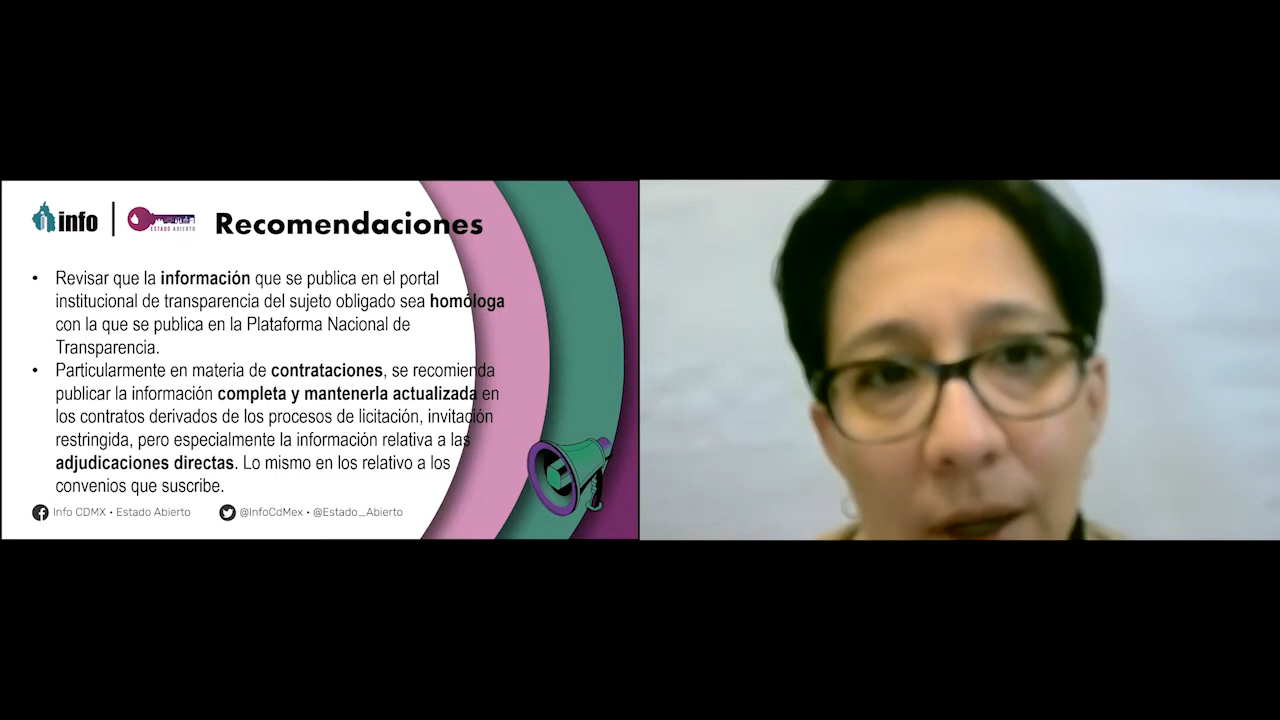 info
ESTADO ABIERTO
Recomendaciones
• Revisar que la información que se publica en el portal
institucional de transparencia del sujeto obligado sea homóloga
con la que se publica en la Plataforma Nacional de
Transparencia.
• Particularmente en materia de contrataciones, se recomienda
publicar la información completa y mantenerla actualizada en
los contratos derivados de los procesos de licitación, invitación
restringida, pero especialmente la información relativa a las
adjudicaciones directas. Lo mismo en los relativo a los
convenios que suscribe.
Info CDMX • Estado Abierto
@InfoCdMex • @Estado_Abierto